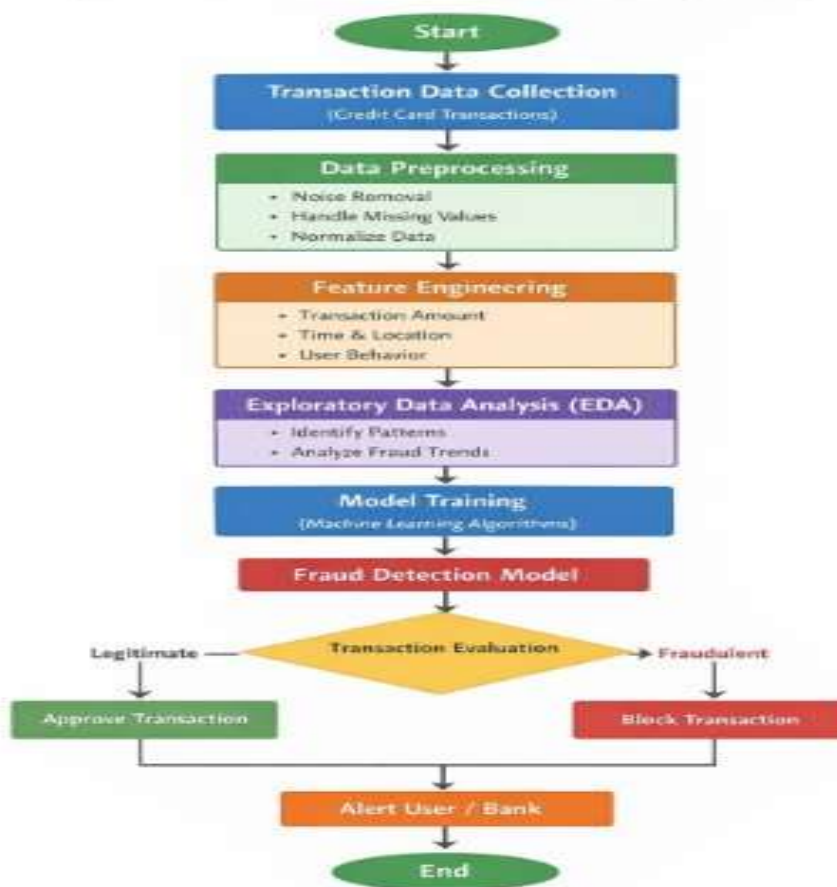 Start
Transaction Data Collection
(Credit Card Transactions)
Data Preprocessing
• Noise Removal
• Handle Missing Values
• Normalize Data
Feature Engineering
• Transaction Amount
• Time & Location
• User Behavior
Exploratory Data Analysis (EDA)
• Identify Patterns
• Analyze Fraud Trends
Model Training
(Machine Learning Algorithms)
Fraud Detection Model
Transaction Evaluation
Legitimate
Fraudulent
Approve Transaction
Block Transaction
Alert User / Bank
End